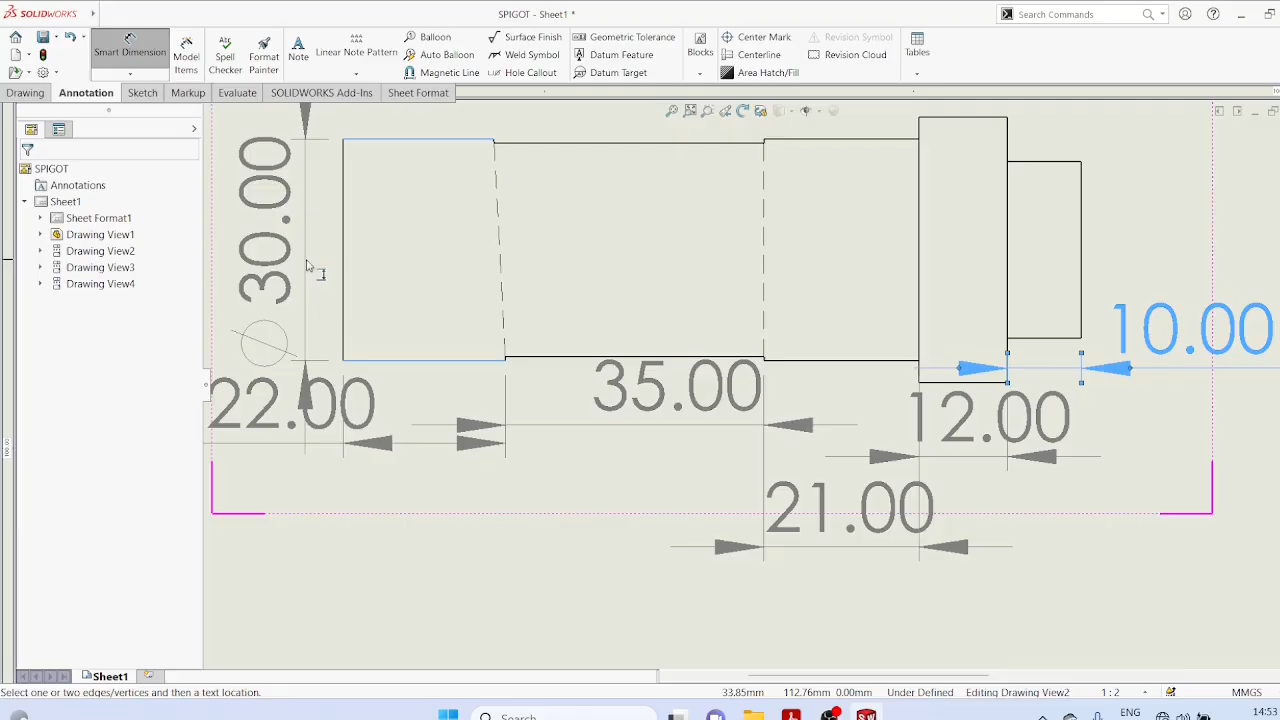 SOLIDWORKS
SPIGOT - Sheet1 *
Search Commands
Smart Dimension
Model Items
Spell Checker
Format Painter
Note
Linear Note Pattern
Balloon
Auto Balloon
Magnetic Line
Surface Finish
Weld Symbol
Hole Callout
Geometric Tolerance
Datum Feature
Datum Target
Blocks
Center Mark
Centerline
Area Hatch/Fill
Revision Symbol
Revision Cloud
Tables
Drawing
Annotation
Sketch
Markup
Evaluate
SOLIDWORKS Add-Ins
Sheet Format
SPIGOT
Annotations
Sheet1
Sheet Format1
Drawing View1
Drawing View2
Drawing View3
Drawing View4
30.00
22.00
35.00
10.00
12.00
21.00
100.00
Sheet1
Select one or two edges/vertices and then a text location.
33.85mm
112.76mm
0.00mm
Under Defined
Editing Drawing View2
1 : 2
MMGS
Search
SW
ENG
14:53